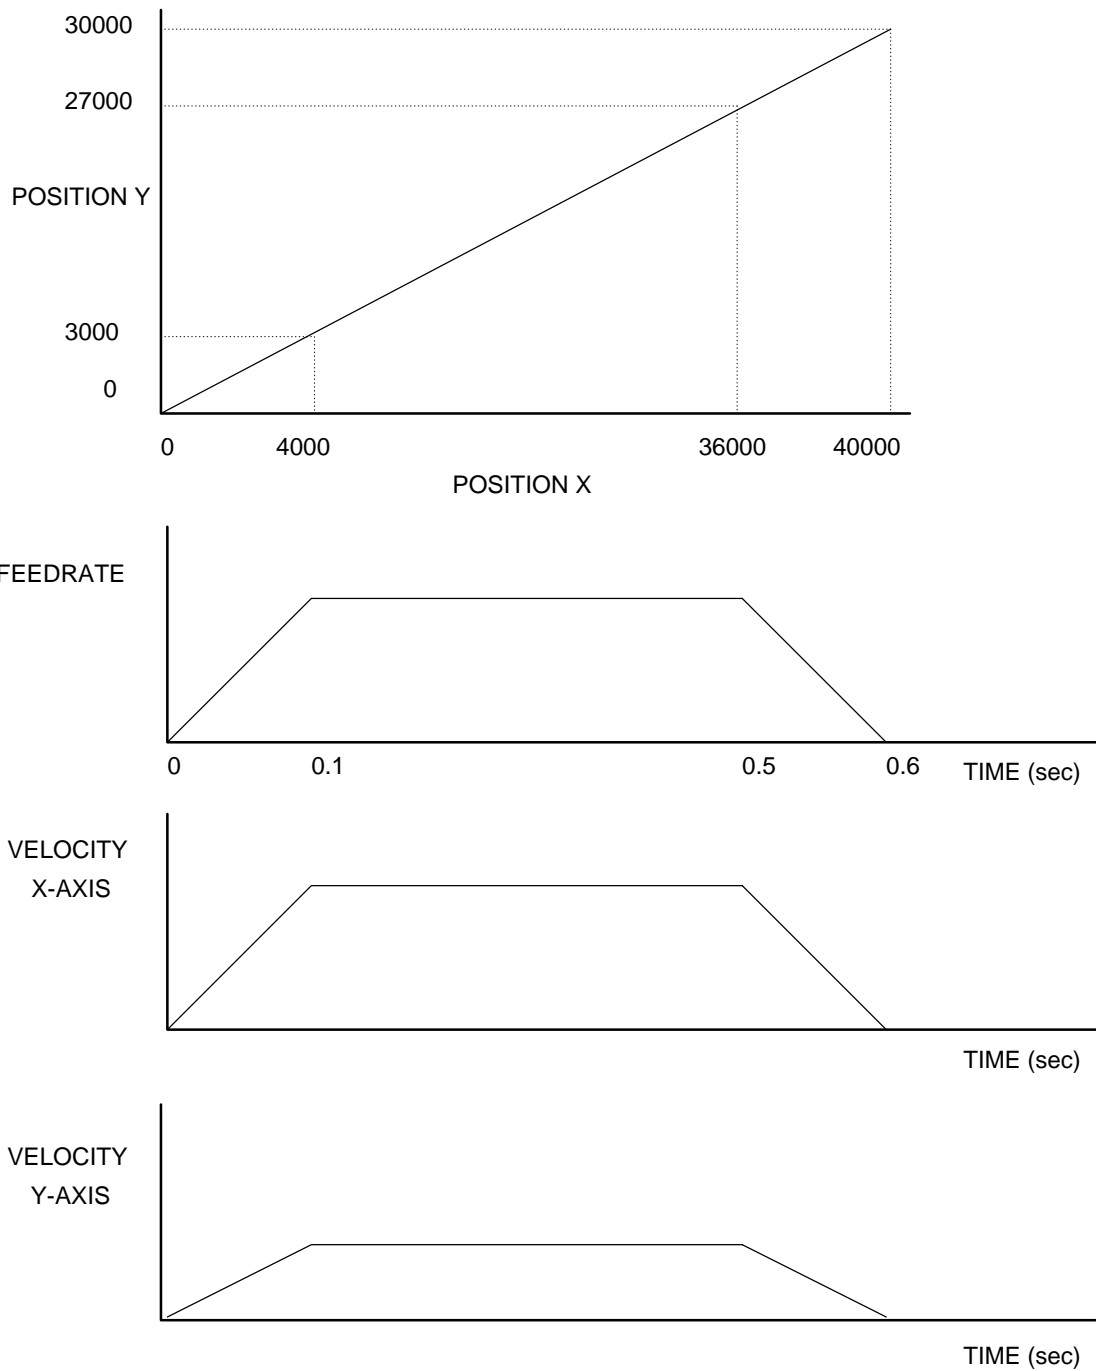 30000
27000
POSITION Y
3000
0
0 4000 36000 40000
POSITION X
FEEDRATE
0 0.1 0.5 0.6 TIME (sec)
VELOCITY
X-AXIS
TIME (sec)
VELOCITY
Y-AXIS
TIME (sec)